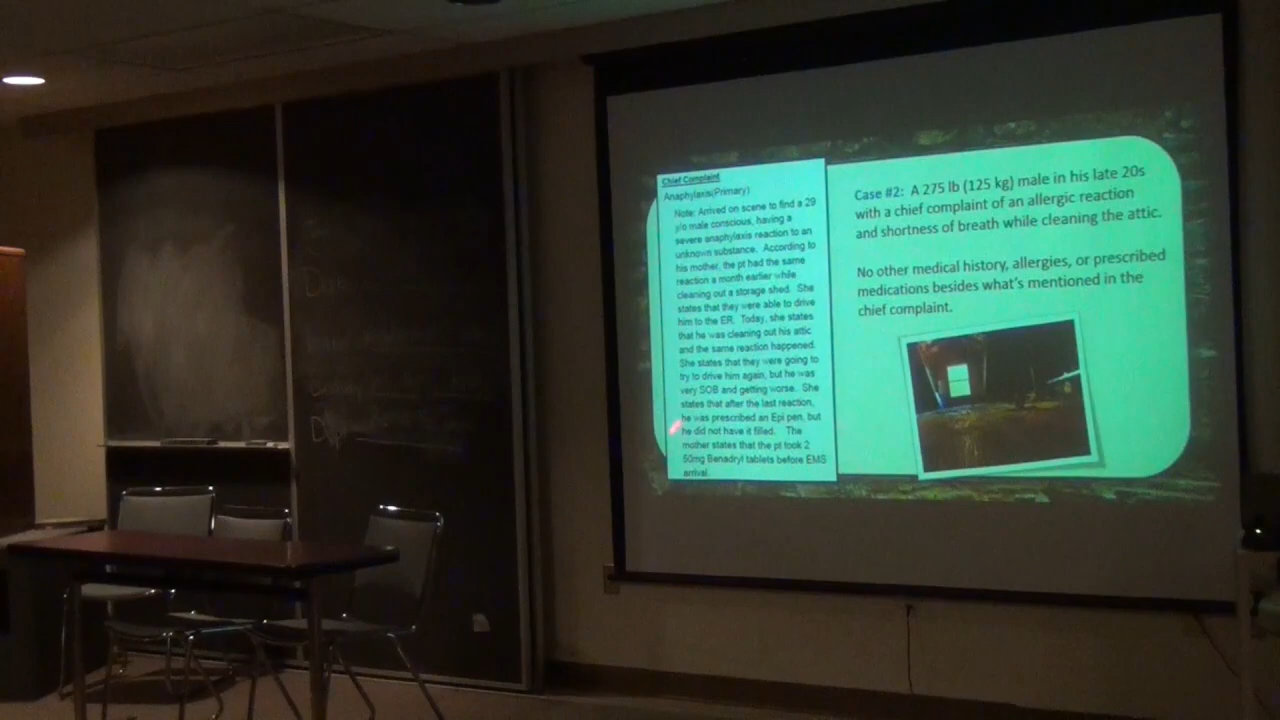 Chief Complaint
Anaphylaxis(Primary)
Note: Arrived on scene to find a 29
y/o male conscious, having a
severe anaphylaxis reaction to an
unknown substance. According to
his mother, the pt had the same
reaction a month earlier while
cleaning out a storage shed. She
states that they were able to drive
him to the ER. Today, she states
that he was cleaning out his attic
and the same reaction happened.
She states that they were going to
try to drive him again, but he was
very SOB and getting worse. She
states that after the last reaction,
he was prescribed an Epi pen, but
he did not have it filled. The
mother states that the pt took 2
50mg Benadryl tablets before EMS
arrival.
Case #2: A 275 lb (125 kg) male in his late 20s
with a chief complaint of an allergic reaction
and shortness of breath while cleaning the attic.
No other medical history, allergies, or prescribed
medications besides what's mentioned in the
chief complaint.